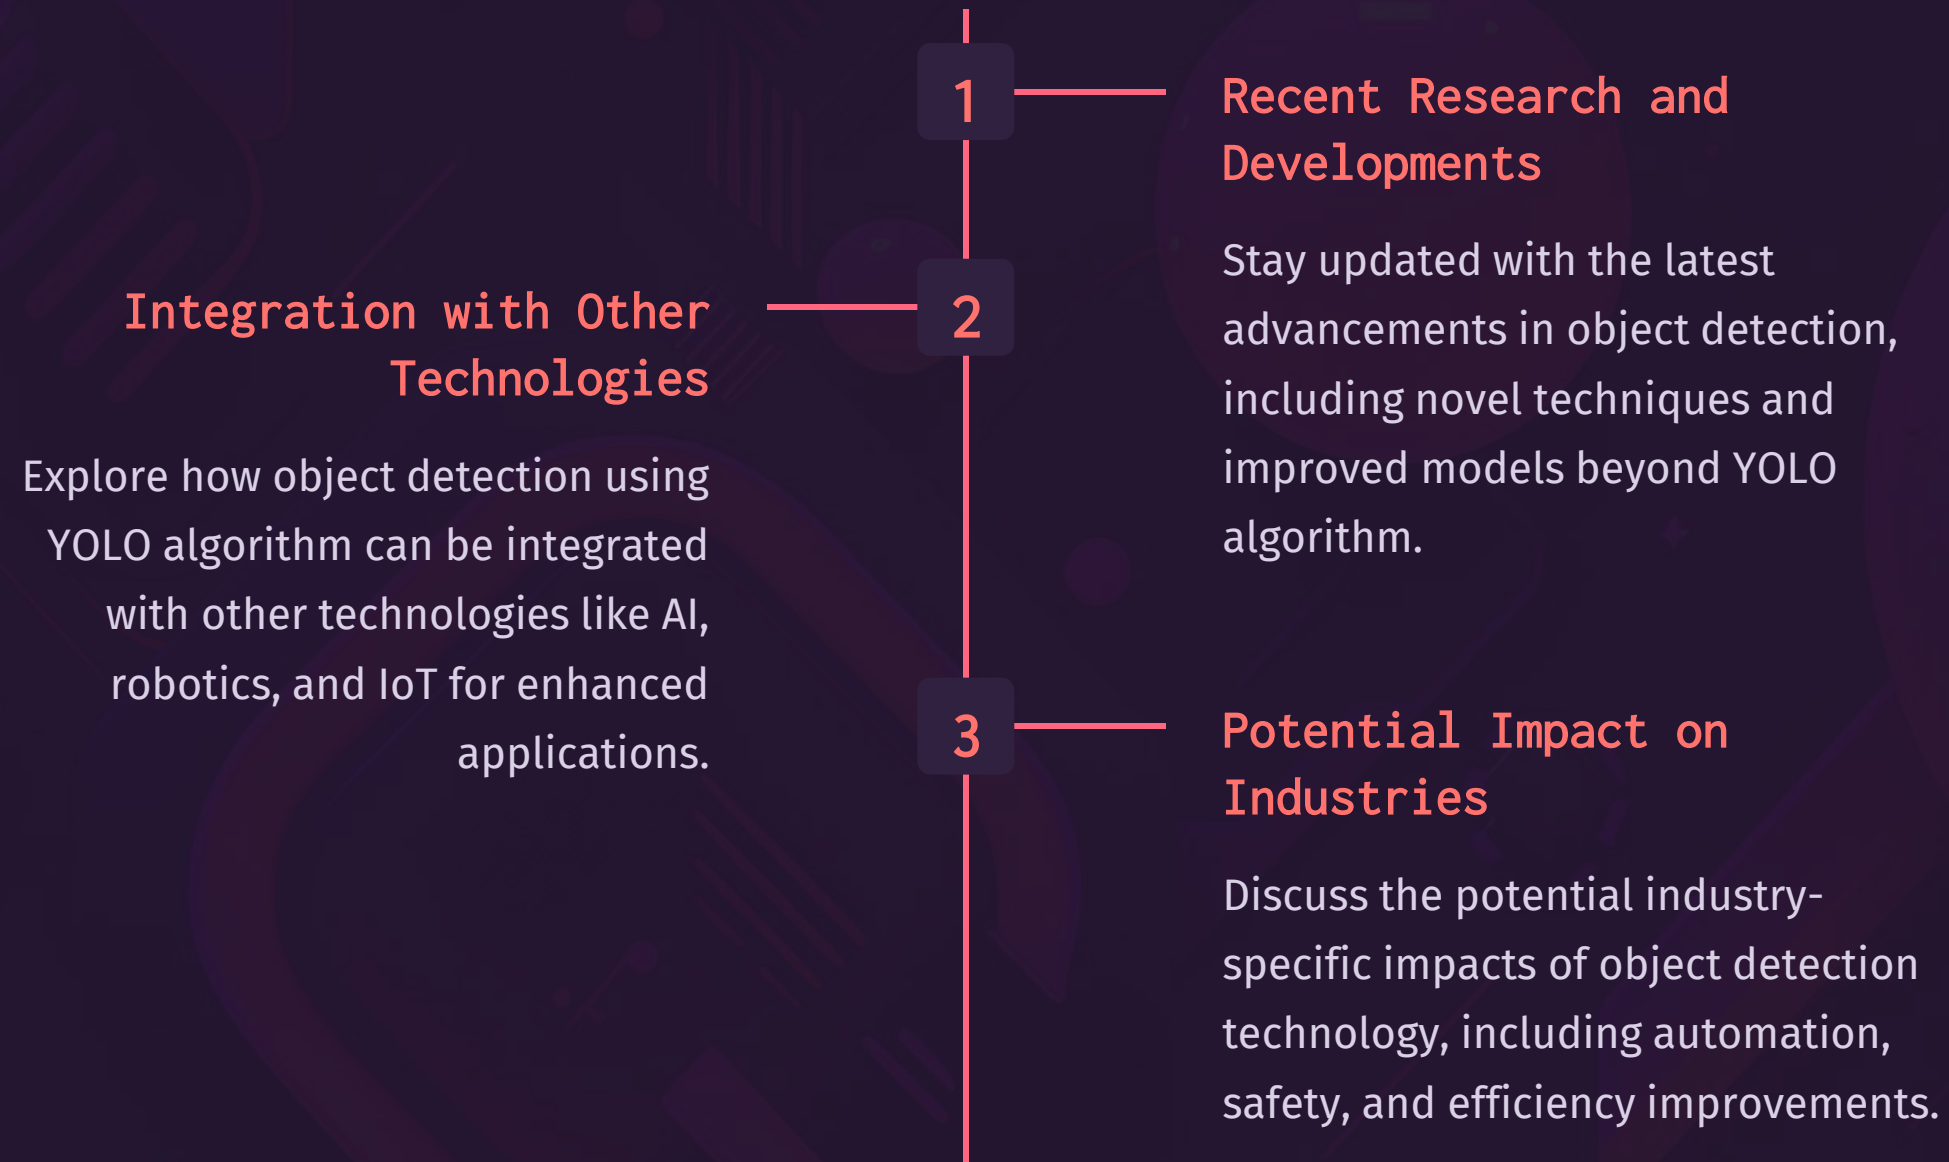 1
Recent Research and
Developments
Stay updated with the latest
advancements in object detection,
including novel techniques and
improved models beyond YOLO
algorithm.
2
Integration with Other
Technologies
Explore how object detection using
YOLO algorithm can be integrated
with other technologies like AI,
robotics, and IoT for enhanced
applications.
3
Potential Impact on
Industries
Discuss the potential industry-
specific impacts of object detection
technology, including automation,
safety, and efficiency improvements.